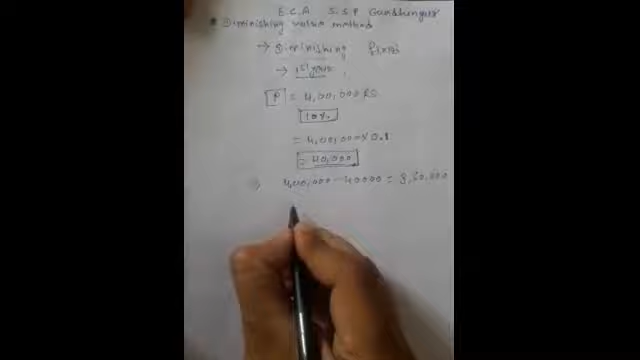 E.C.A S.S.P Gandhinagar
* Diminishing value method
→ Diminishing
→ 1st year
P = 4,00,000 RS
10%
= 4,00,000 X 0.1
= 40,000
4,00,000 - 40000 = 3,60,000